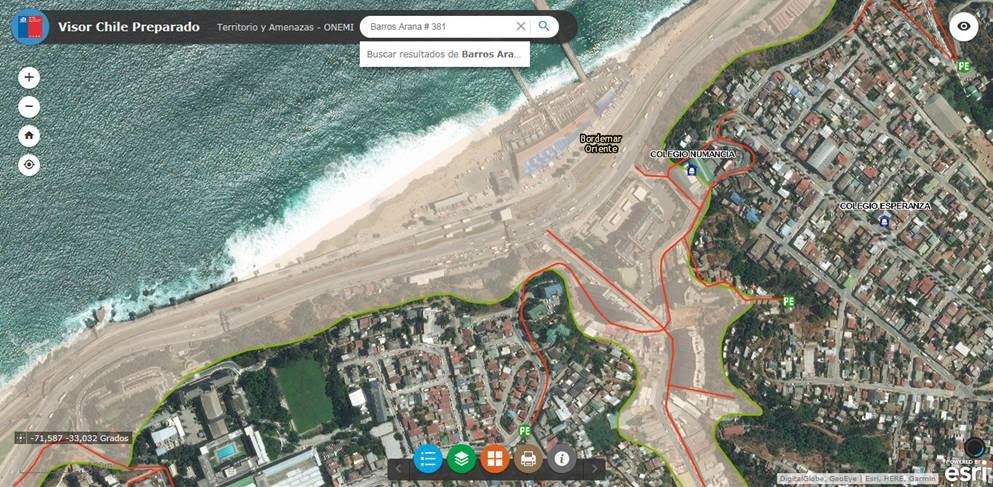 Visor Chile Preparado
Territorio y Amenazas - ONEMI
Barros Arana # 381
Buscar resultados de Barros Ara...
Bordemar
Oriente
COLEGIO NUMANCIA
COLEGIO ESPERANZA
PE
PE
PE
-71,587 -33,032 Grados
DigitalGlobe, GeoEye | Esri, HERE, Garmin
POWERED BY
esri